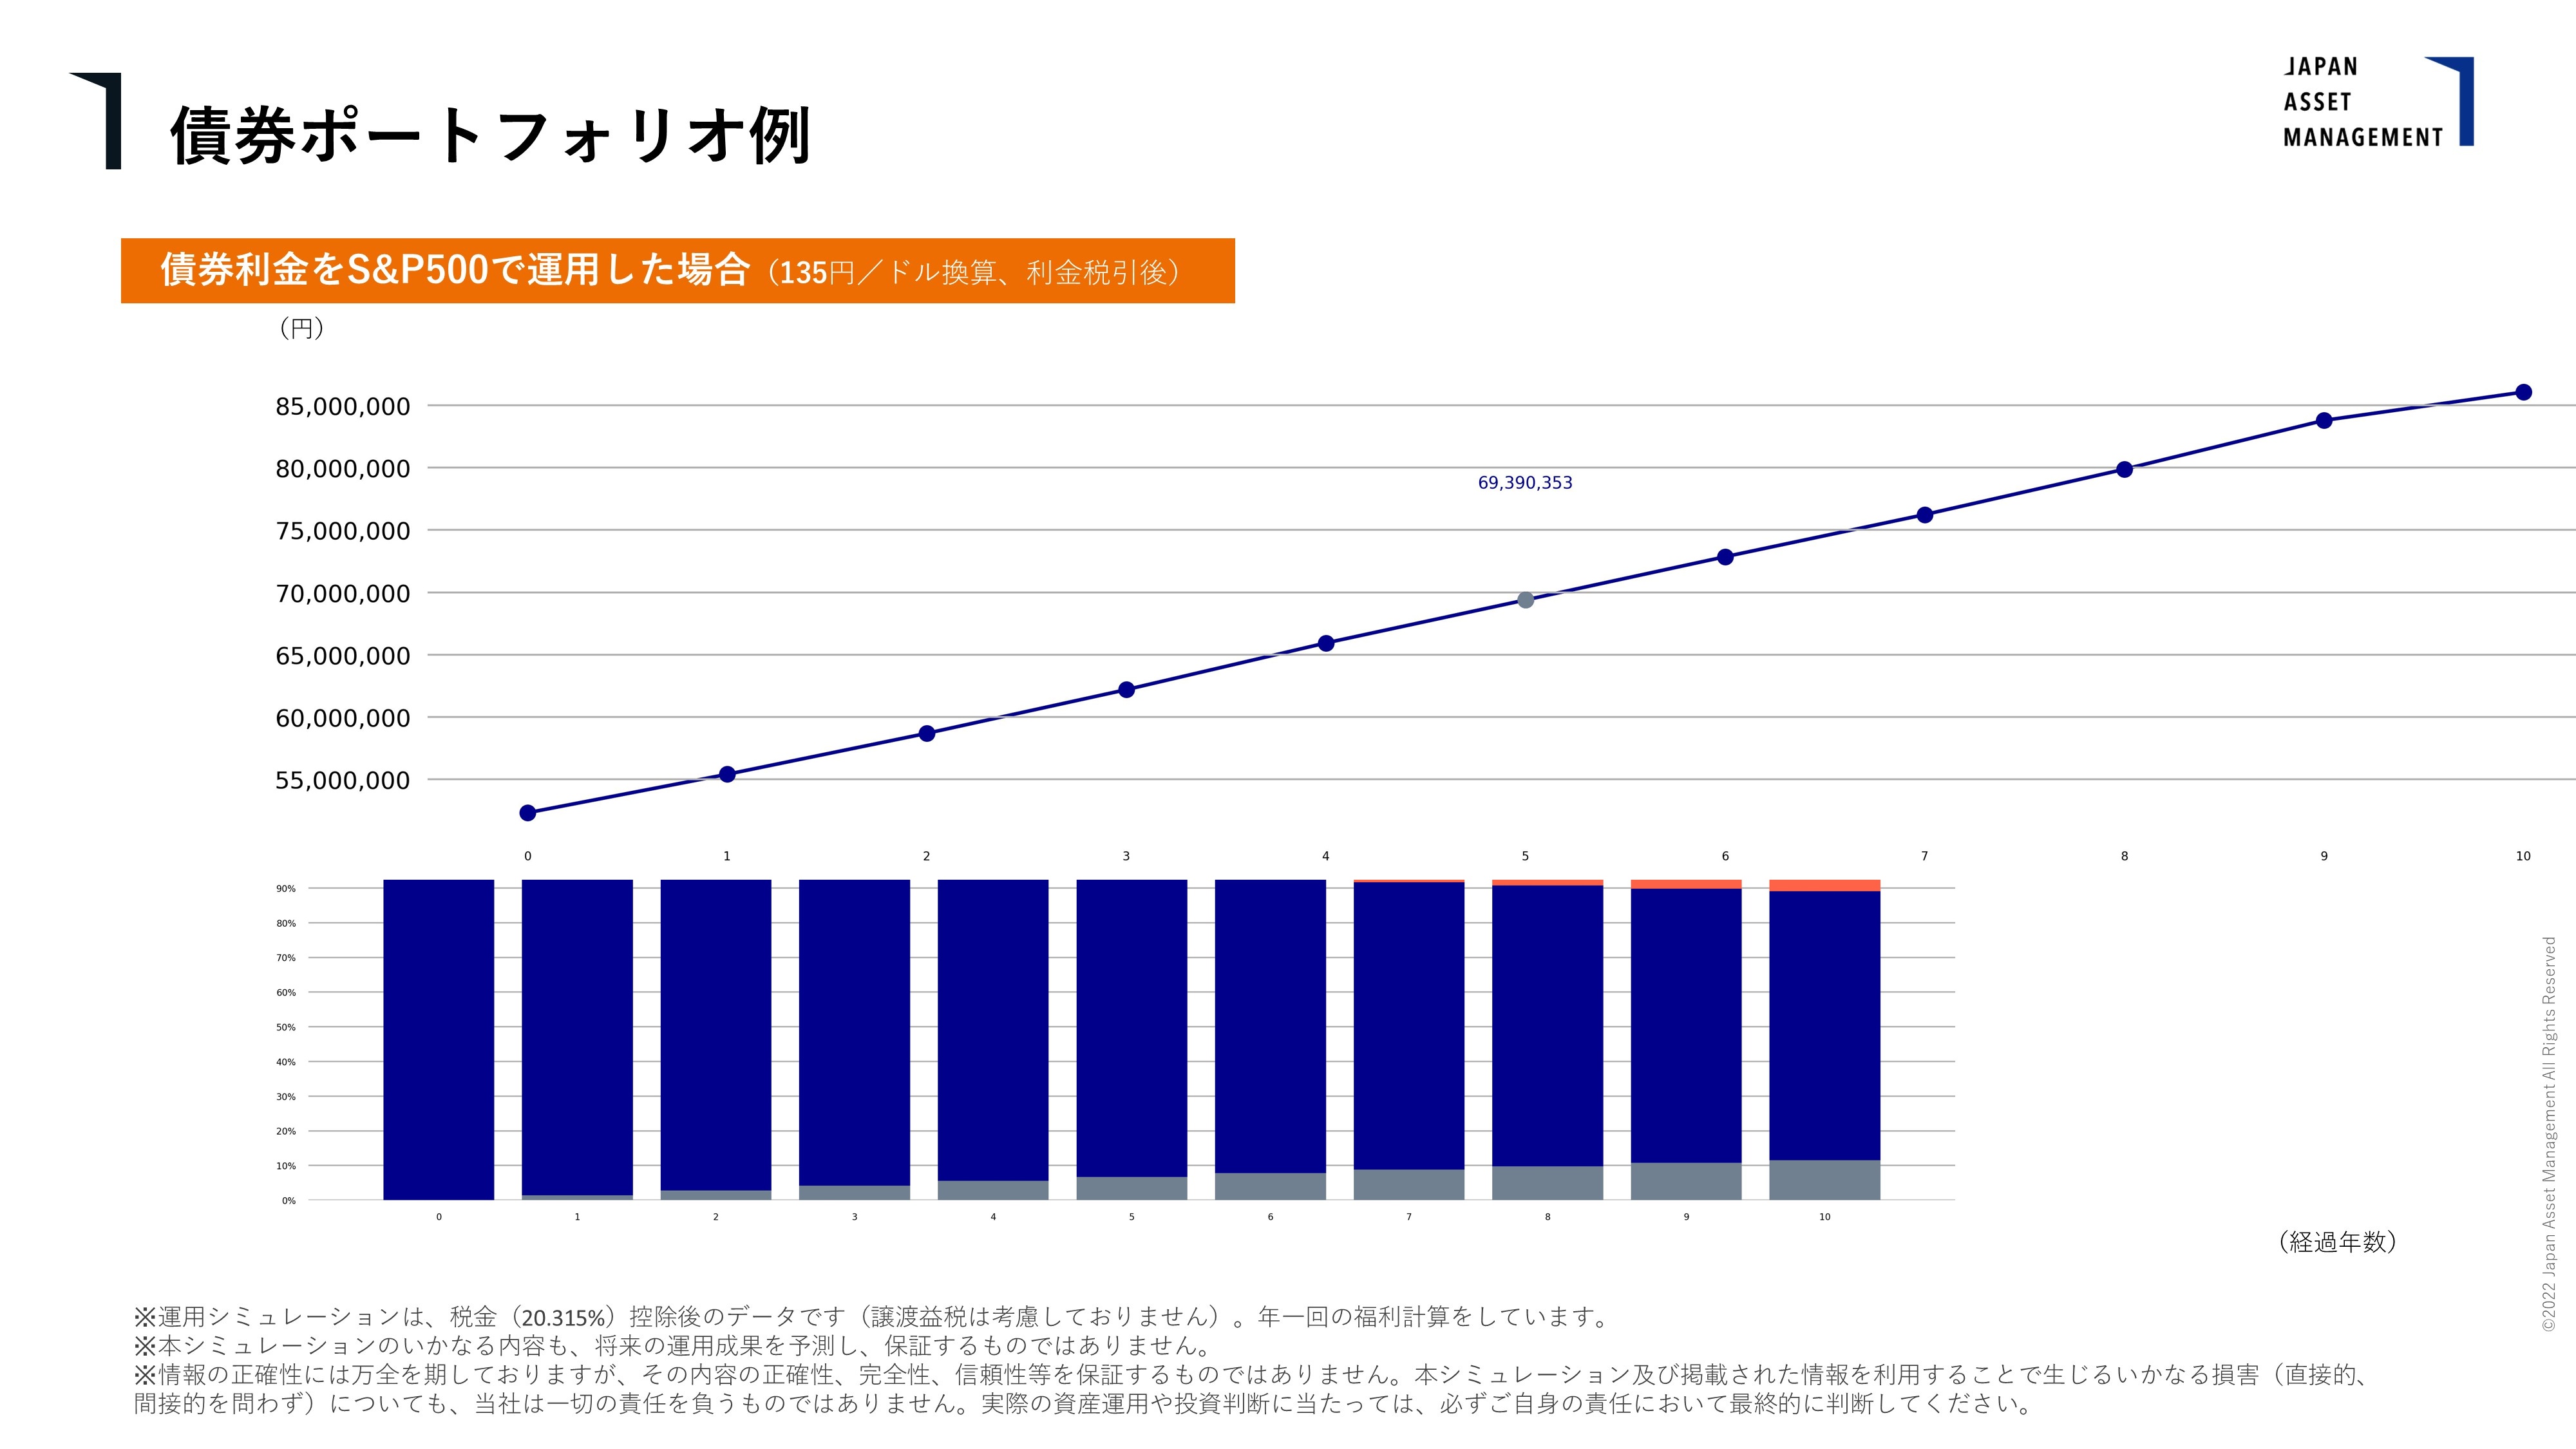 債券ポートフォリオ例
JAPAN
ASSET
MANAGEMENT
債券利金をS&P500で運用した場合（135円／ドル換算、利金税引後）
（円）
85,000,000
80,000,000
69,390,353
75,000,000
70,000,000
65,000,000
60,000,000
55,000,000
0 1 2 3 4 5 6 7 8 9 10
90%
80%
70%
60%
50%
40%
30%
20%
10%
0%
0 1 2 3 4 5 6 7 8 9 10
（経過年数）
©2022 Japan Asset Management All Rights Reserved
※運用シミュレーションは、税金（20.315%）控除後のデータです（譲渡益税は考慮しておりません）。年一回の福利計算をしています。
※本シミュレーションのいかなる内容も、将来の運用成果を予測し、保証するものではありません。
※情報の正確性には万全を期しておりますが、その内容の正確性、完全性、信頼性等を保証するものではありません。本シミュレーション及び掲載された情報を利用することで生じるいかなる損害（直接的、
間接的を問わず）についても、当社は一切の責任を負うものではありません。実際の資産運用や投資判断に当たっては、必ずご自身の責任において最終的に判断してください。